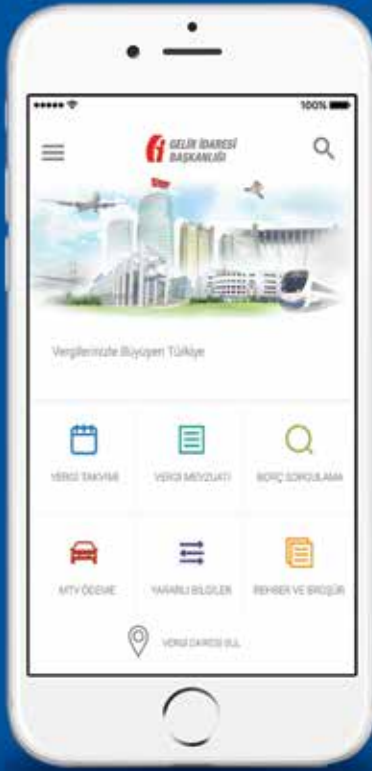 100%
GELİR İDARESİ
BAŞKANLIĞI
Vergilerinizle Büyüyen Türkiye
VERGİ TAKVİMİ
VERGİ MEVZUATI
BORÇ SORGULAMA
MTV ÖDEME
YARARLI BİLGİLER
REHBER VE BROŞÜR
VERGİ DAİRESİ BUL